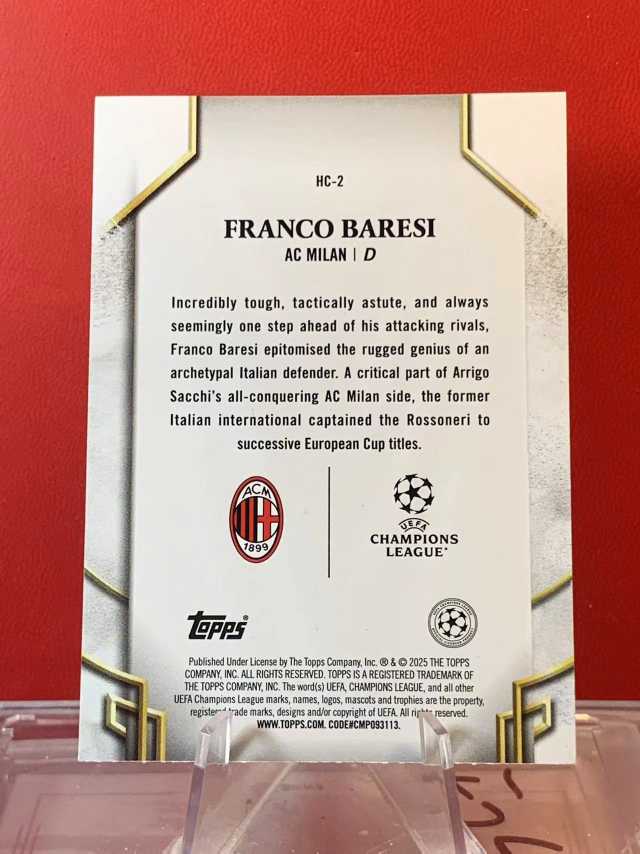 HC-2
FRANCO BARESI
AC MILAN | D
Incredibly tough, tactically astute, and always
seemingly one step ahead of his attacking rivals,
Franco Baresi epitomised the rugged genius of an
archetypal Italian defender. A critical part of Arrigo
Sacchi's all-conquering AC Milan side, the former
Italian international captained the Rossoneri to
successive European Cup titles.
ACM
1899
UEFA
CHAMPIONS
LEAGUE
topps
Published Under License by The Topps Company, Inc. ® & © 2025 THE TOPPS
COMPANY, INC. ALL RIGHTS RESERVED. TOPPS IS A REGISTERED TRADEMARK OF
THE TOPPS COMPANY, INC. The word(s) UEFA, CHAMPIONS LEAGUE, and all other
UEFA Champions League marks, names, logos, mascots and trophies are the property,
registered trade marks, designs and/or copyright of UEFA. All rights reserved.
WWW.TOPPS.COM. CODE#CMP093113.